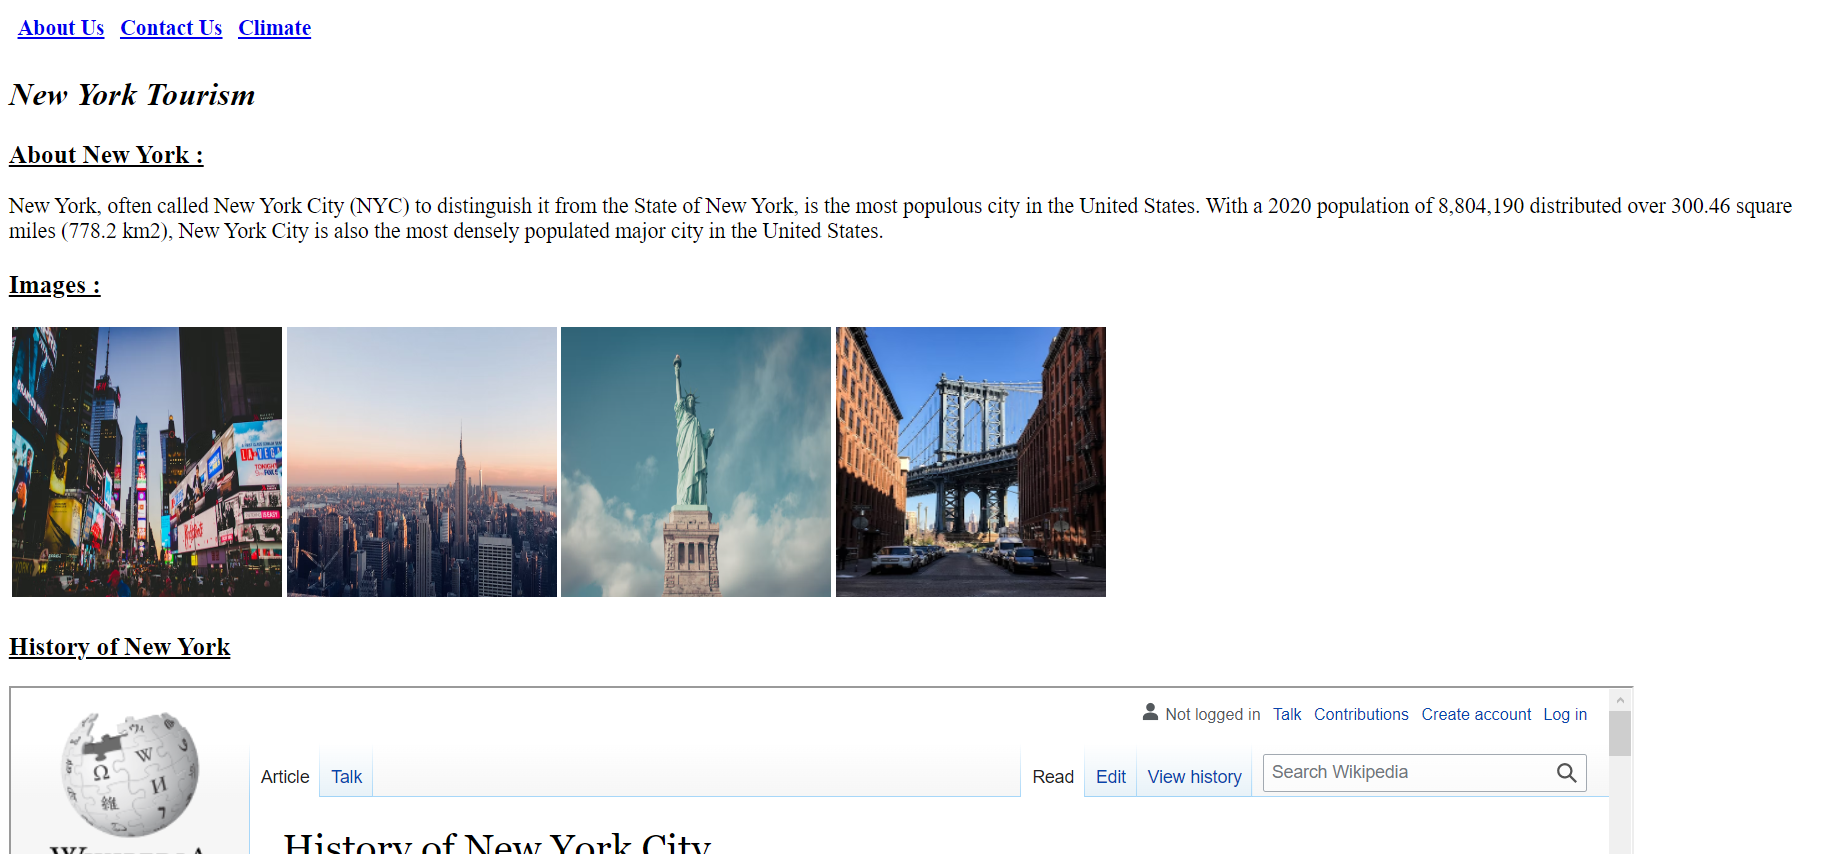 About Us Contact Us Climate
New York Tourism
About New York :
New York, often called New York City (NYC) to distinguish it from the State of New York, is the most populous city in the United States. With a 2020 population of 8,804,190 distributed over 300.46 square
miles (778.2 km2), New York City is also the most densely populated major city in the United States.
Images :
LA VEGA
TONIGHT
FOX
History of New York
Not logged in Talk Contributions Create account Log in
Article Talk Read Edit View history Search Wikipedia
History of New York City